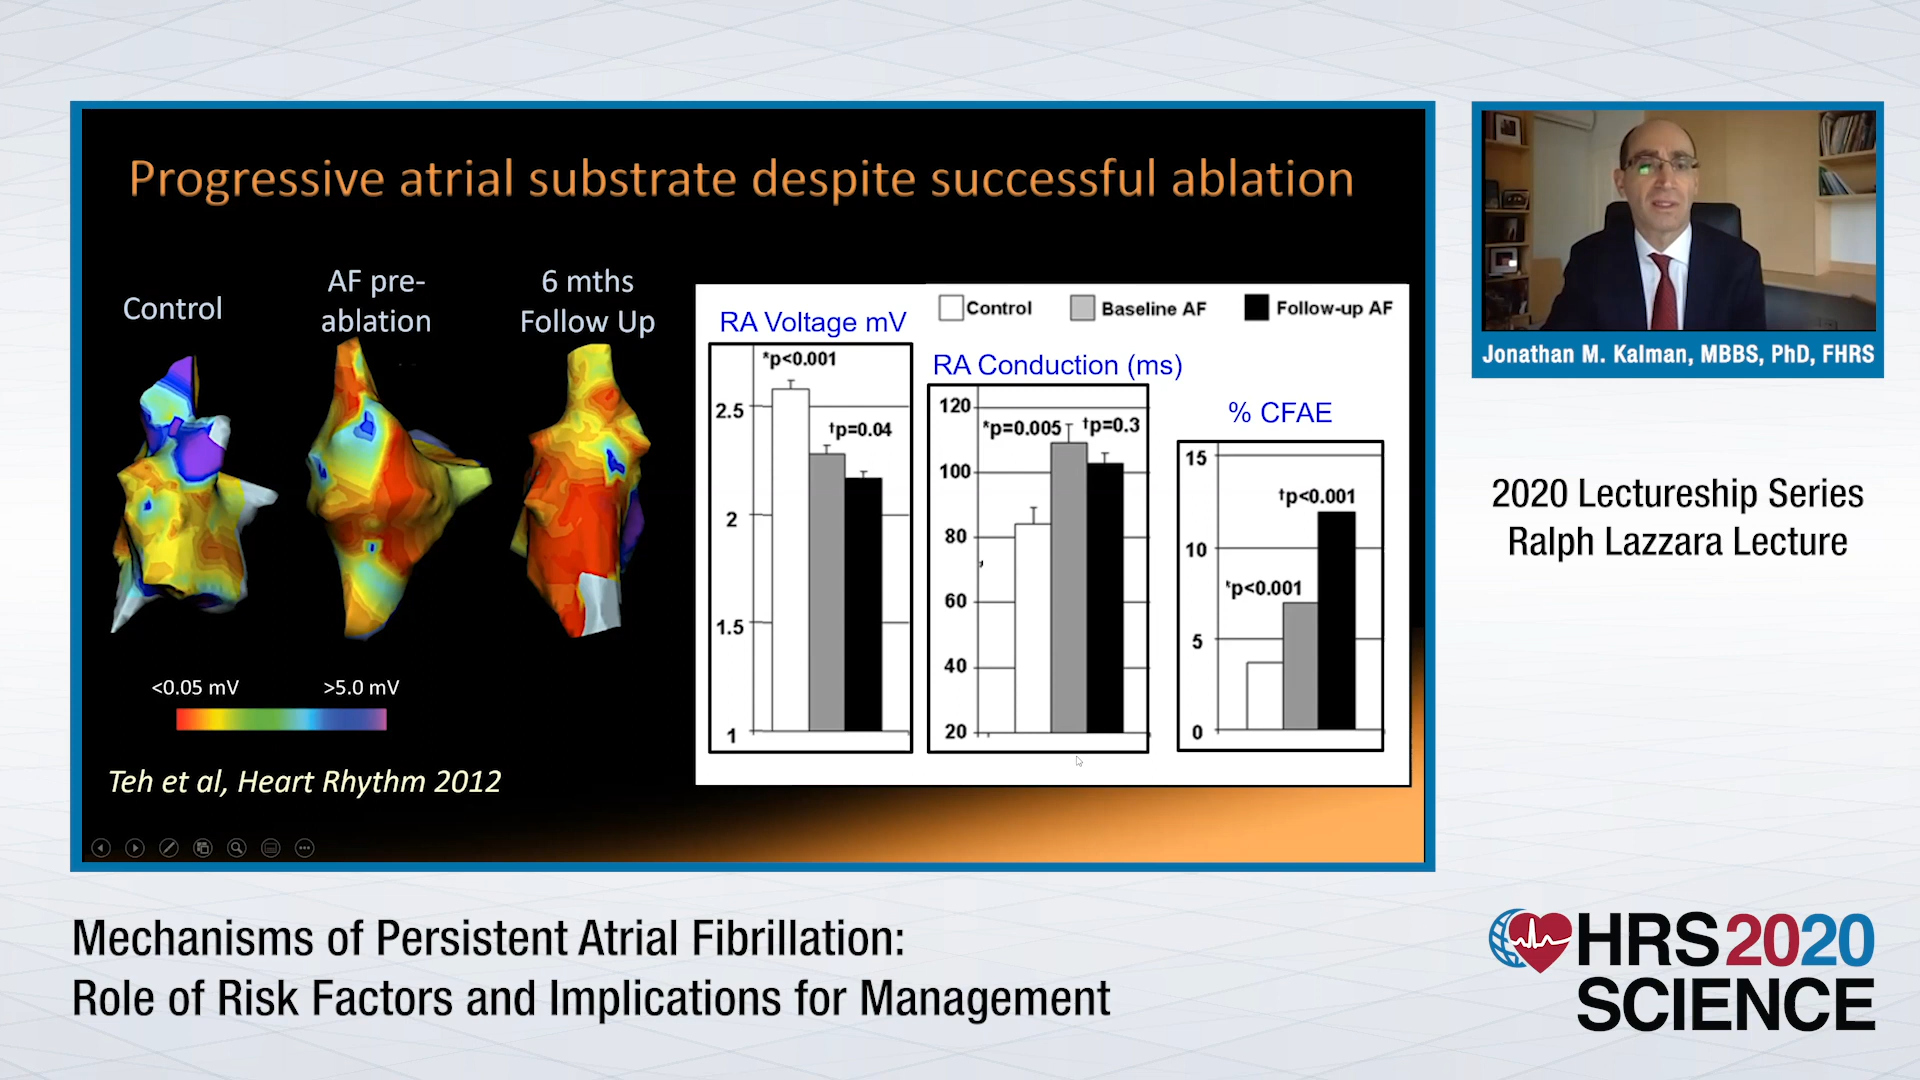 Progressive atrial substrate despite successful ablation
Control
AF pre-
ablation
6 mths
Follow Up
<0.05 mV
>5.0 mV
Teh et al, Heart Rhythm 2012
Control
Baseline AF
Follow-up AF
RA Voltage mV
*p<0.001
†p=0.04
2.5
2
1.5
1
RA Conduction (ms)
*p=0.005
†p=0.3
120
100
80
60
40
20
% CFAE
†p<0.001
*p<0.001
15
10
5
0
Jonathan M. Kalman, MBBS, PhD, FHRS
2020 Lectureship Series
Ralph Lazzara Lecture
Mechanisms of Persistent Atrial Fibrillation:
Role of Risk Factors and Implications for Management
HRS2020
SCIENCE